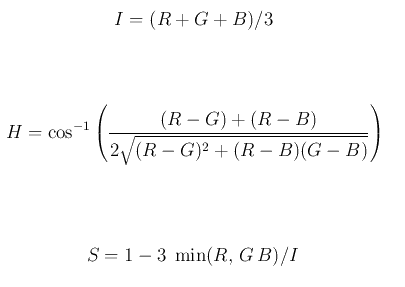 I = (R + G + B)/3
H = cos⁻¹ ( (R − G) + (R − B) / 2√(R − G)² + (R − B)(G − B) )
S = 1 − 3 min(R, G B)/I